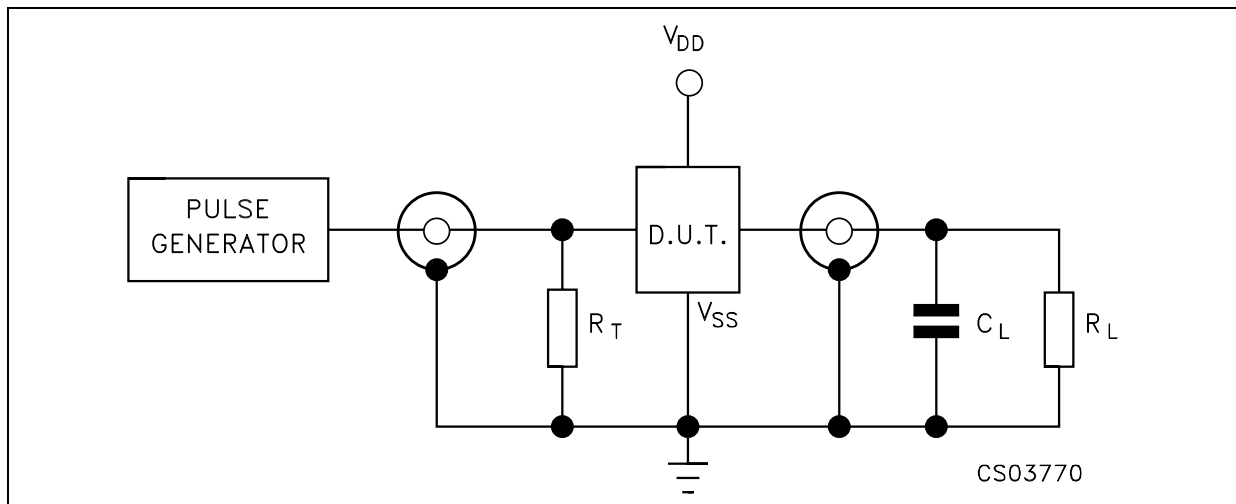 VDD
PULSE
GENERATOR
D.U.T.
VSS
RT
CL
RL
CS03770